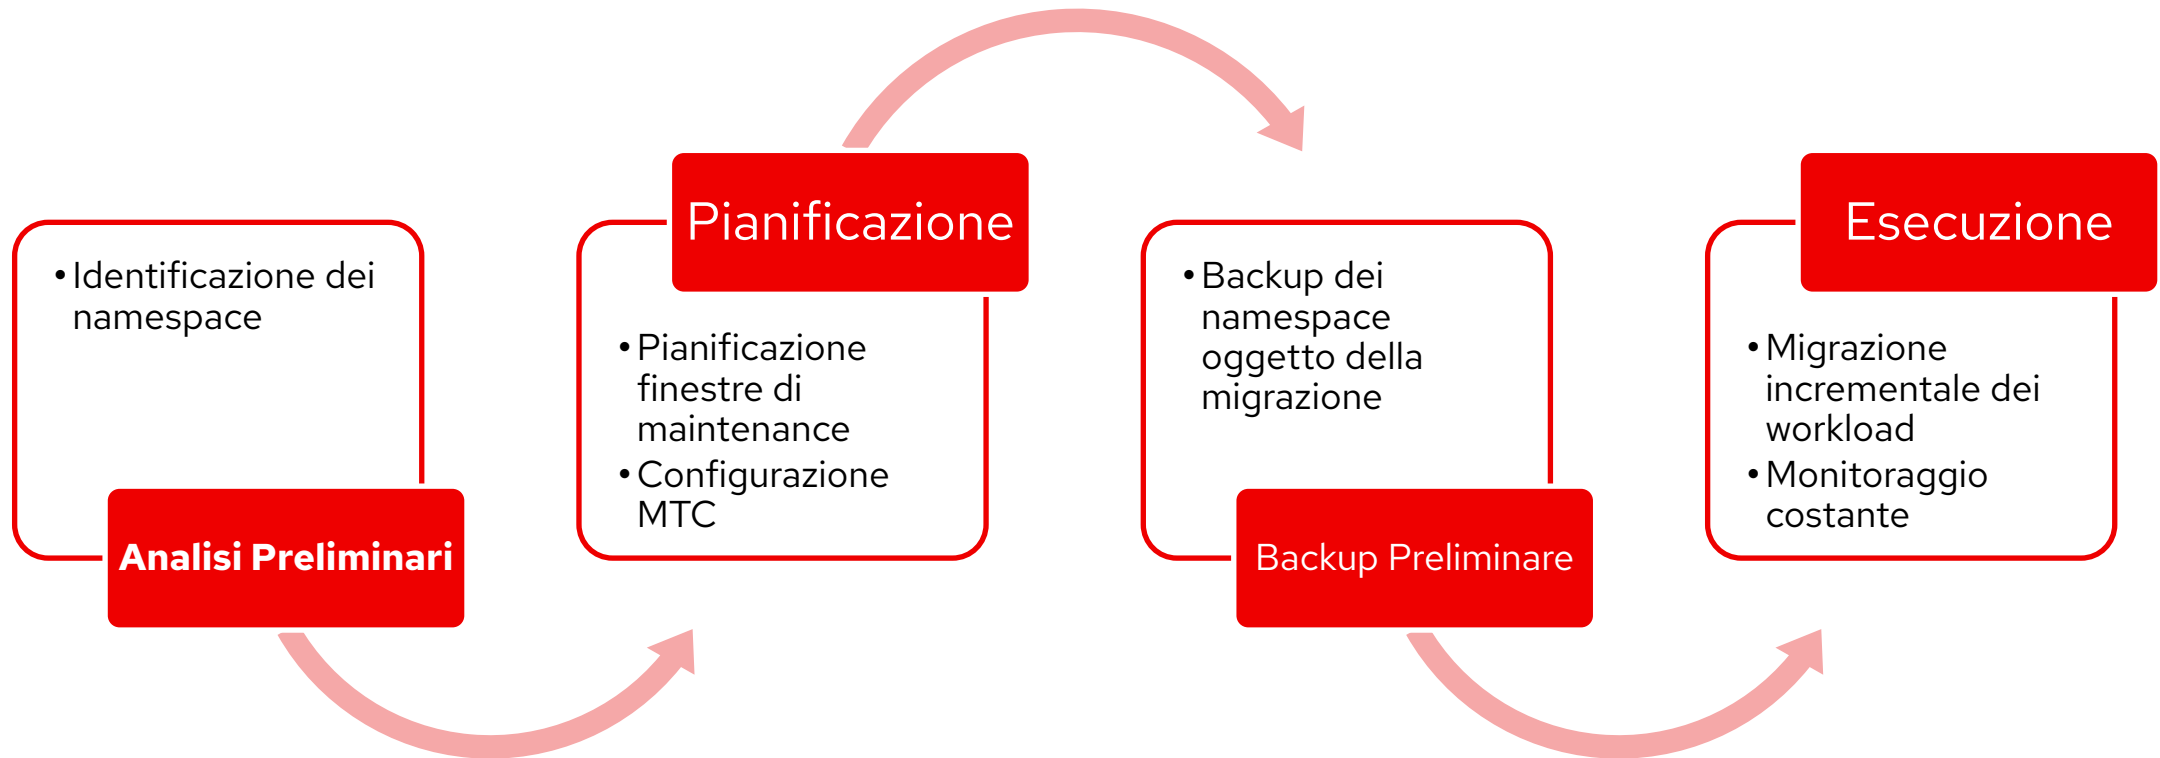 • Identificazione dei
namespace
Analisi Preliminari
Pianificazione
• Pianificazione
finestre di
maintenance
• Configurazione
MTC
• Backup dei
namespace
oggetto della
migrazione
Backup Preliminare
Esecuzione
• Migrazione
incrementale dei
workload
• Monitoraggio
costante